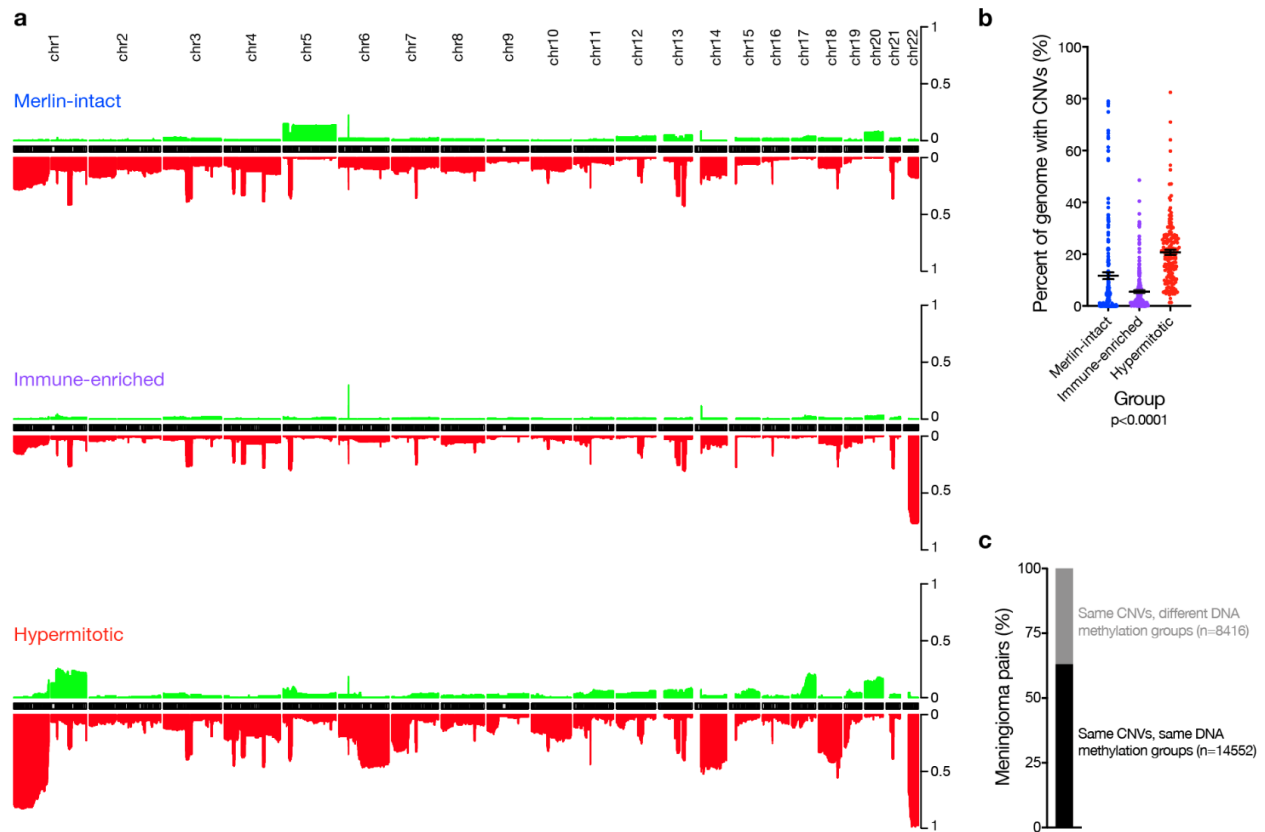 a
chr1 chr2 chr3 chr4 chr5 chr6 chr7 chr8 chr9 chr10 chr11 chr12 chr13 chr14 chr15 chr16 chr17 chr18 chr19 chr20 chr21 chr22
1
0.5
0
Merlin-intact
0
0.5
1
1
0.5
0
Immune-enriched
0
0.5
1
1
0.5
0
Hypermitotic
0
0.5
1
b
Percent of genome with CNVs (%)
100
80
60
40
20
0
Merlin-intact
Immune-enriched
Hypermitotic
Group
p<0.0001
c
Meningioma pairs (%)
100
75
50
25
0
Same CNVs, different DNA
methylation groups (n=8416)
Same CNVs, same DNA
methylation groups (n=14552)